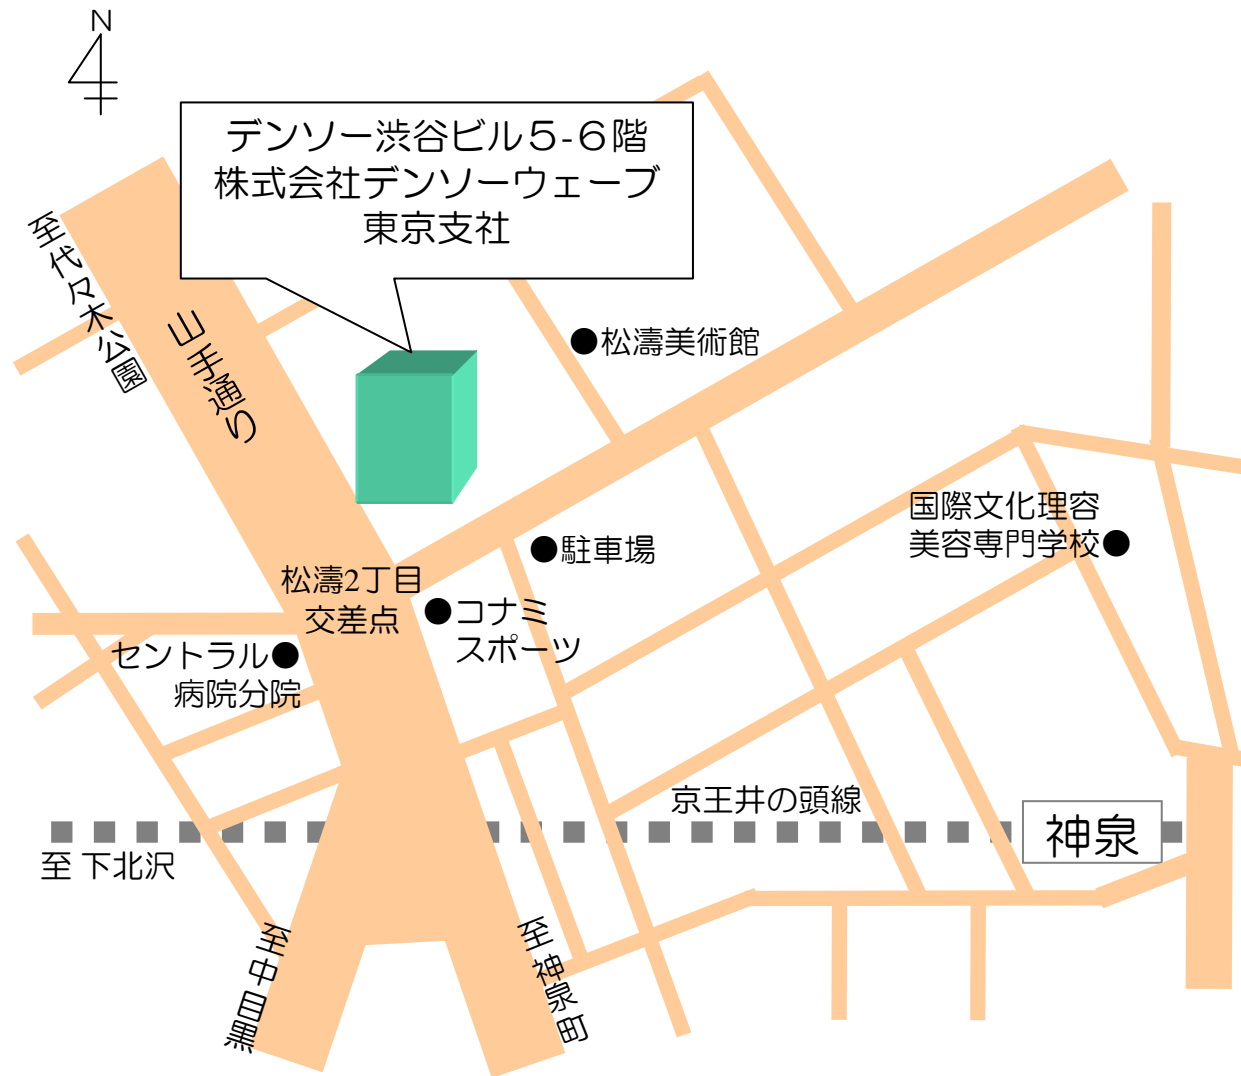 N
デンソー渋谷ビル5-6階
株式会社デンソーウェーブ
東京支社
至代々木公園
山手通り
●松濤美術館
国際文化理容
美容専門学校●
●駐車場
松濤2丁目
交差点
●コナミ
スポーツ
セントラル●
病院分院
京王井の頭線
神泉
至 下北沢
至中目黒
至神泉町